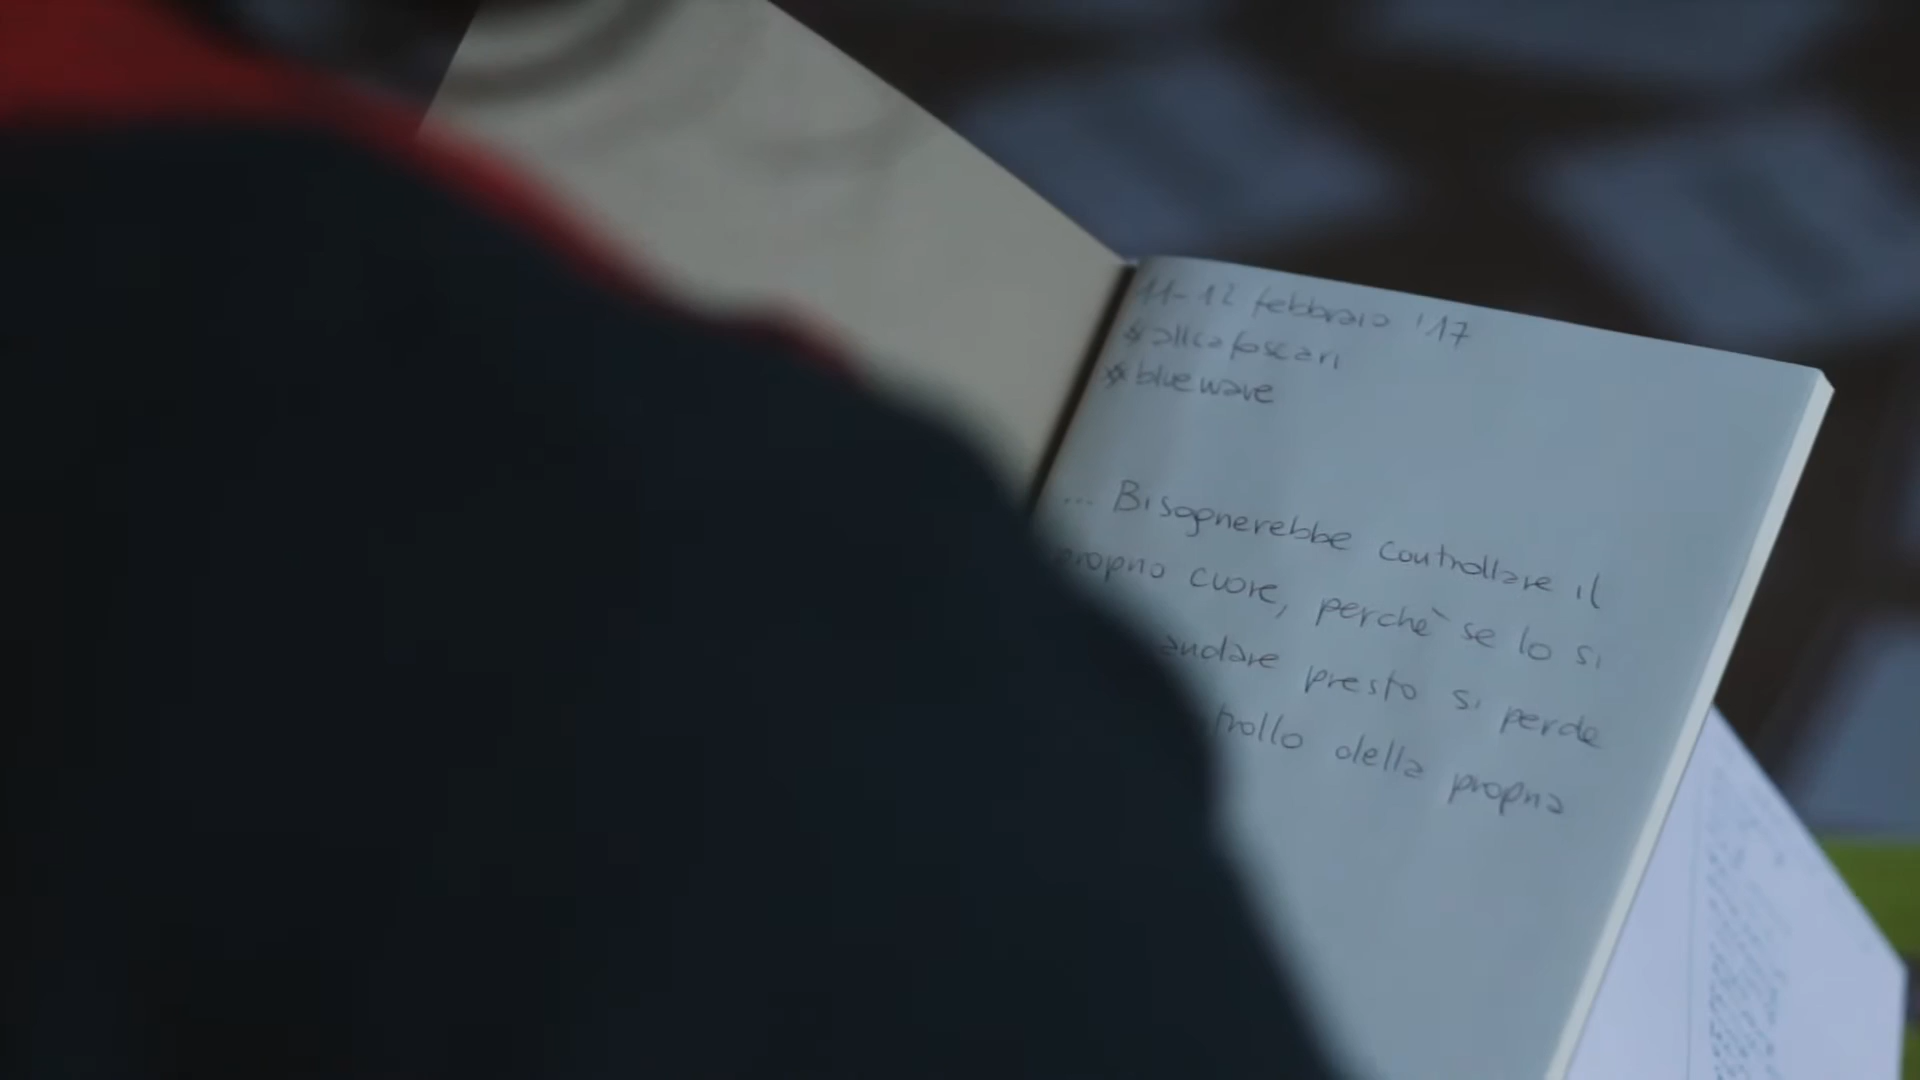 11-12 febbraio '17
* allcafoscari
* bluewave
... Bisognerebbe controllare il
proprio cuore, perchè se lo si
andare presto si perde
trollo della propria